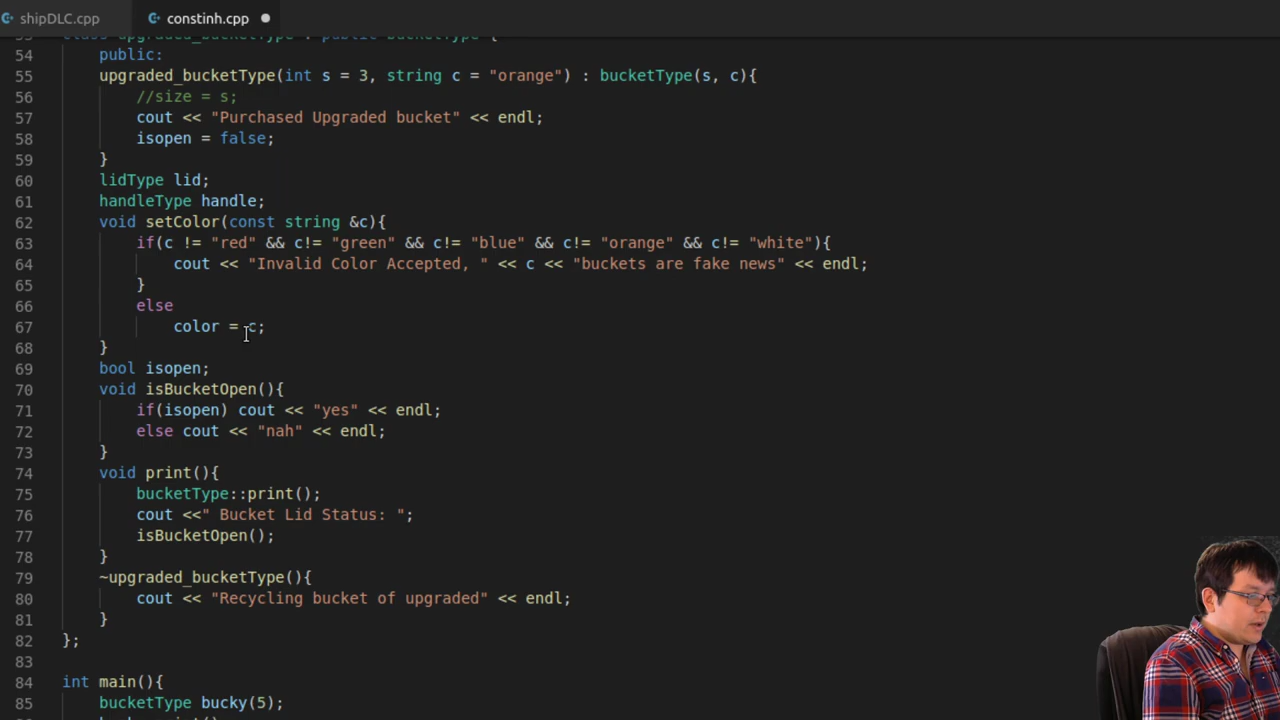 shipDLC.cpp constinh.cpp
54 public:
55 upgraded_bucketType(int s = 3, string c = "orange") : bucketType(s, c){
56 //size = s;
57 cout << "Purchased Upgraded bucket" << endl;
58 isopen = false;
59 }
60 lidType lid;
61 handleType handle;
62 void setColor(const string &c){
63 if(c != "red" && c!= "green" && c!= "blue" && c!= "orange" && c!= "white"){
64 cout << "Invalid Color Accepted, " << c << "buckets are fake news" << endl;
65 }
66 else
67 color = c;
68 }
69 bool isopen;
70 void isBucketOpen(){
71 if(isopen) cout << "yes" << endl;
72 else cout << "nah" << endl;
73 }
74 void print(){
75 bucketType::print();
76 cout <<" Bucket Lid Status: ";
77 isBucketOpen();
78 }
79 ~upgraded_bucketType(){
80 cout << "Recycling bucket of upgraded" << endl;
81 }
82 };
83
84 int main(){
85 bucketType bucky(5);